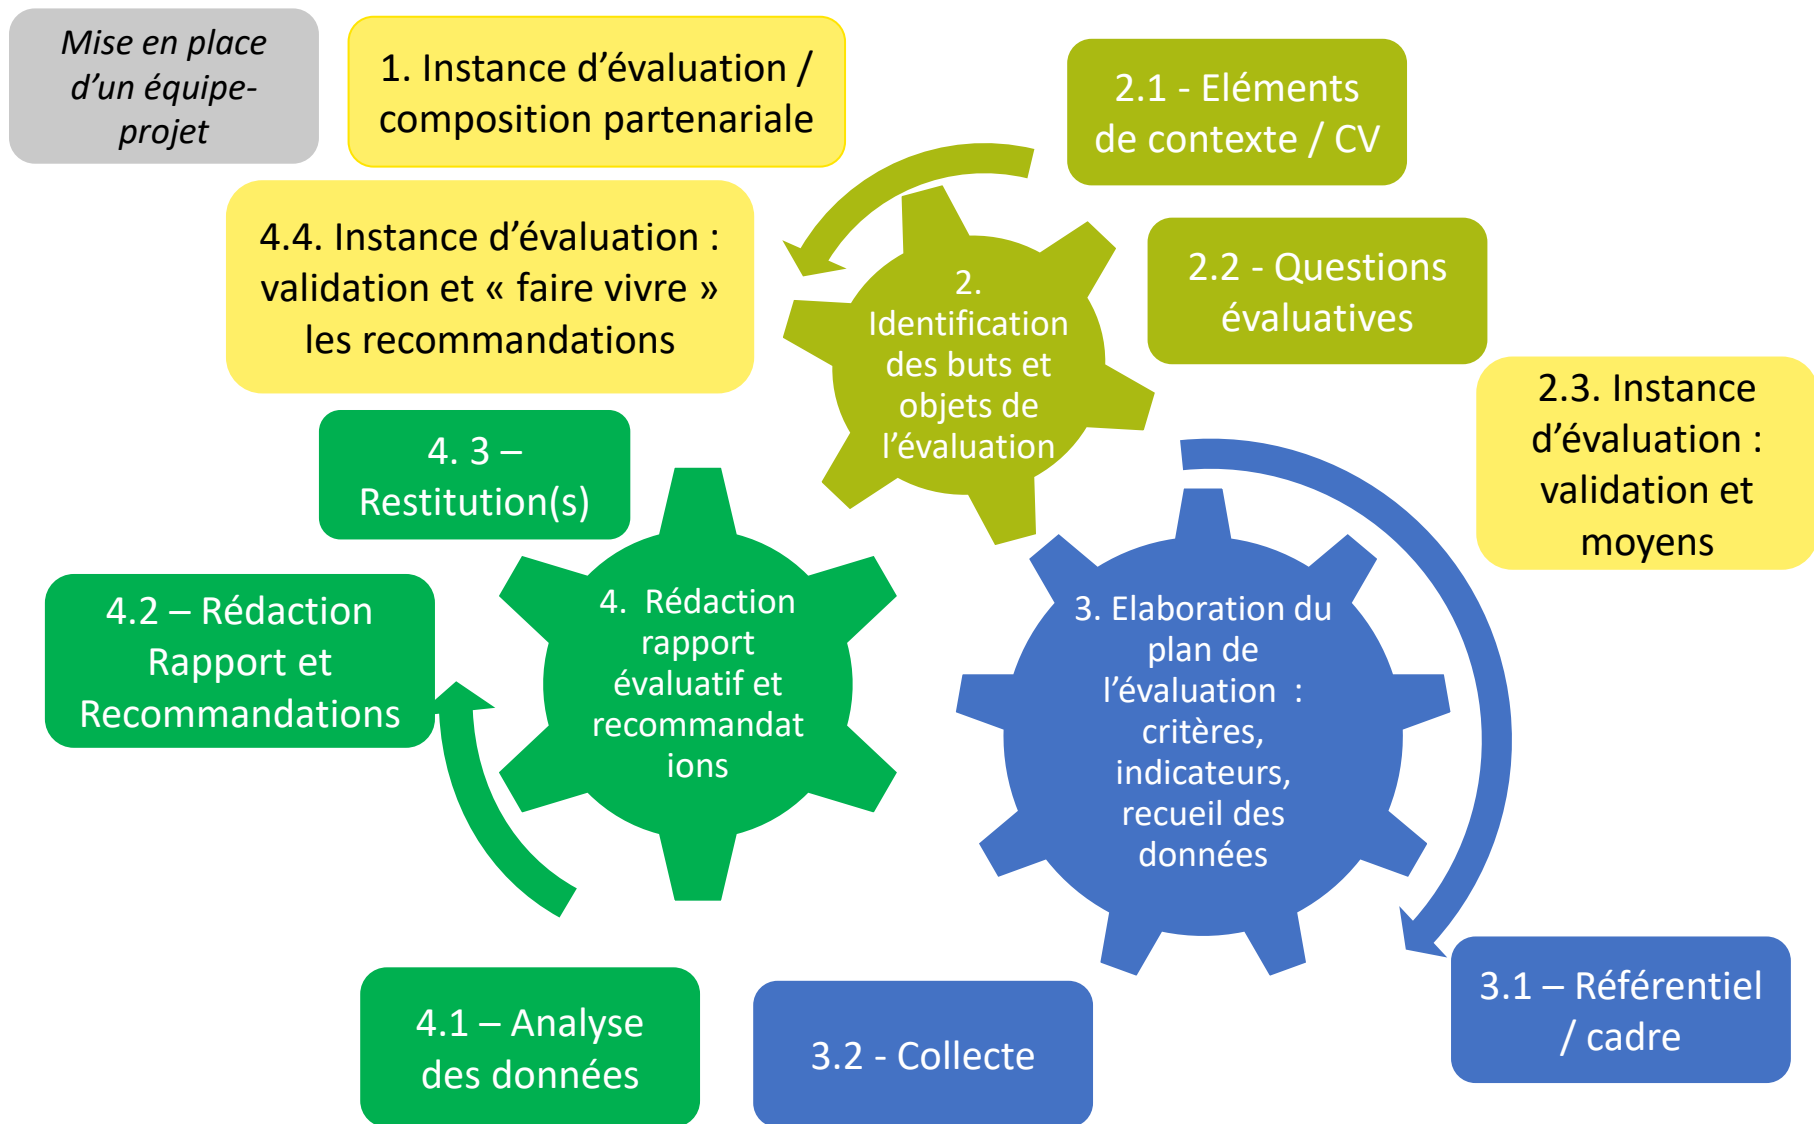 Mise en place
d’un équipe-
projet
1. Instance d’évaluation /
composition partenariale
2.1 - Eléments
de contexte / CV
4.4. Instance d’évaluation :
validation et « faire vivre »
les recommandations
2.
Identification
des buts et
objets de
l’évaluation
2.2 - Questions
évaluatives
2.3. Instance
d’évaluation :
validation et
moyens
4. 3 –
Restitution(s)
4.2 – Rédaction
Rapport et
Recommandations
4. Rédaction
rapport
évaluatif et
recommandat
ions
3. Elaboration du
plan de
l’évaluation :
critères,
indicateurs,
recueil des
données
4.1 – Analyse
des données
3.2 - Collecte
3.1 – Référentiel
/ cadre